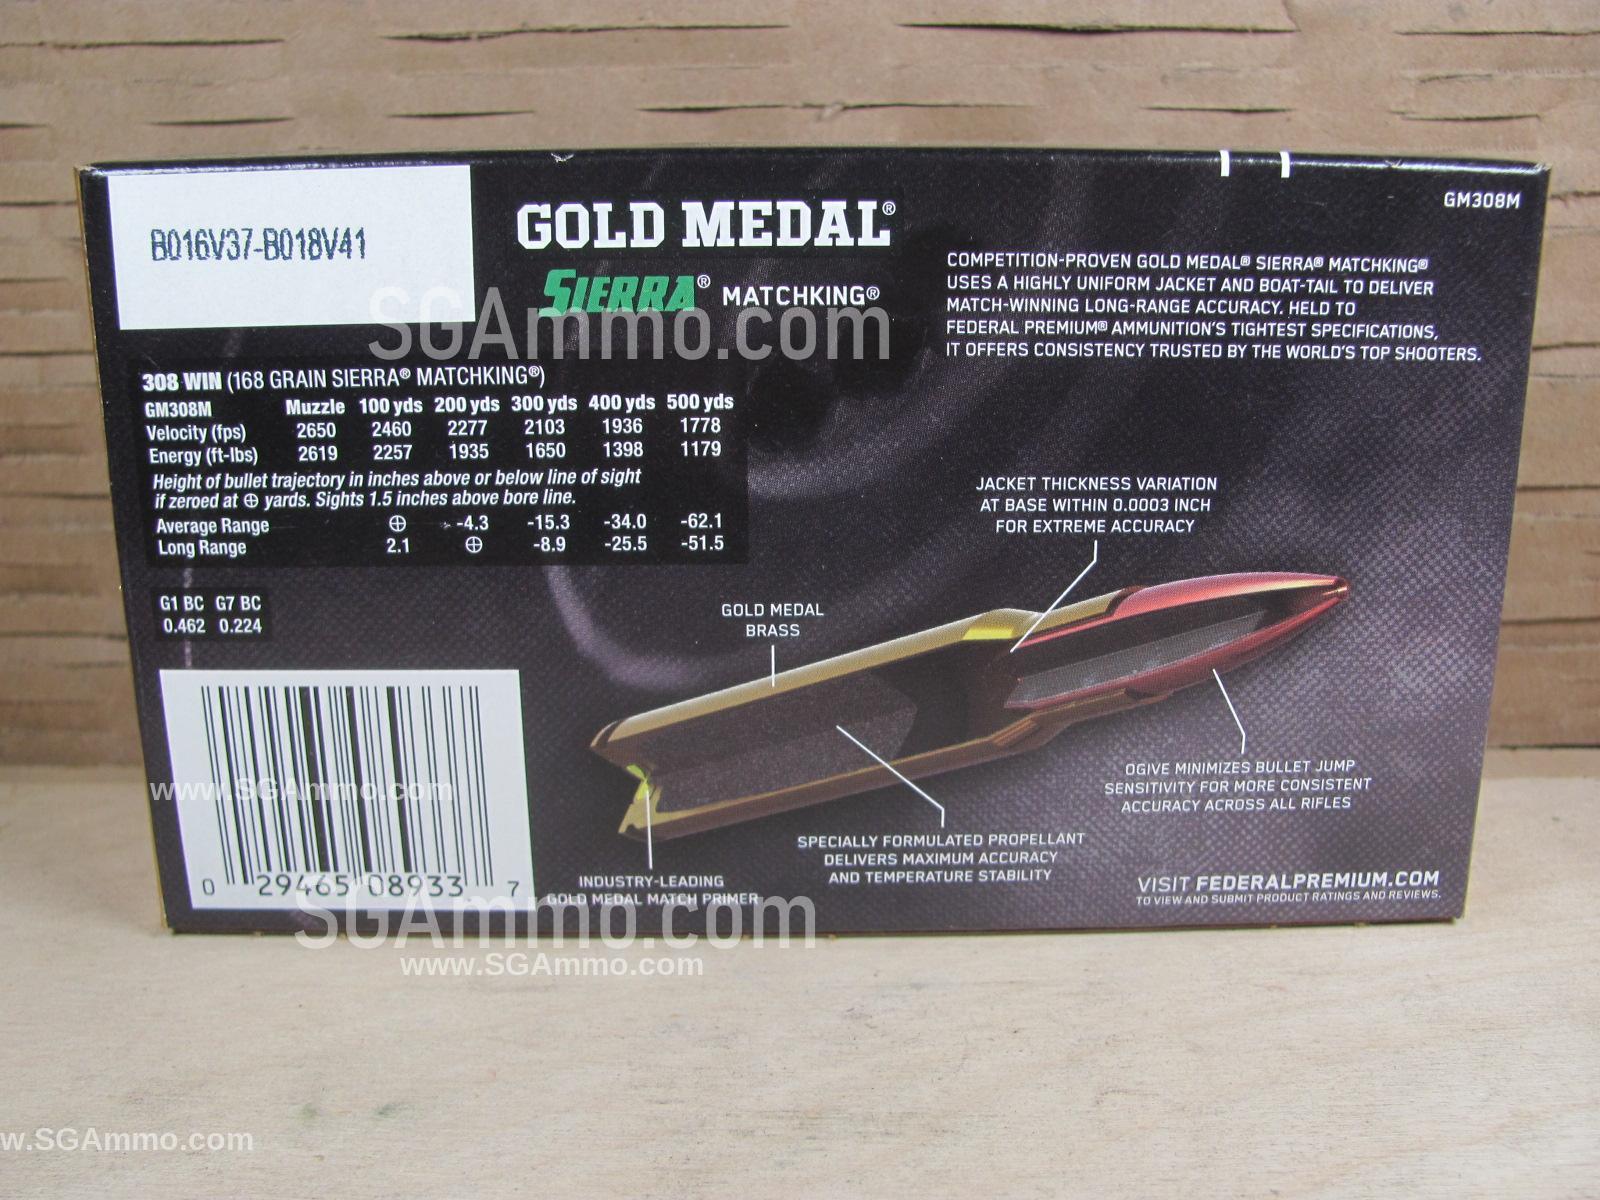 B016V37-B018V41
GOLD MEDAL®
SIERRA® MATCHKING®
SGAmmo.com
GM308M
COMPETITION-PROVEN GOLD MEDAL® SIERRA® MATCHKING®
USES A HIGHLY UNIFORM JACKET AND BOAT-TAIL TO DELIVER
MATCH-WINNING LONG-RANGE ACCURACY. HELD TO
FEDERAL PREMIUM® AMMUNITION'S TIGHTEST SPECIFICATIONS,
IT OFFERS CONSISTENCY TRUSTED BY THE WORLD'S TOP SHOOTERS.
308 WIN (168 GRAIN SIERRA® MATCHKING®)
GM308M Muzzle 100 yds 200 yds 300 yds 400 yds 500 yds
Velocity (fps) 2650 2460 2277 2103 1936 1778
Energy (ft-lbs) 2619 2257 1935 1650 1398 1179
Height of bullet trajectory in inches above or below line of sight
if zeroed at ⊕ yards. Sights 1.5 inches above bore line.
Average Range ⊕ -4.3 -15.3 -34.0 -62.1
Long Range 2.1 ⊕ -8.9 -25.5 -51.5
G1 BC G7 BC
0.462 0.224
JACKET THICKNESS VARIATION
AT BASE WITHIN 0.0003 INCH
FOR EXTREME ACCURACY
GOLD MEDAL
BRASS
OGIVE MINIMIZES BULLET JUMP
SENSITIVITY FOR MORE CONSISTENT
ACCURACY ACROSS ALL RIFLES
SPECIALLY FORMULATED PROPELLANT
DELIVERS MAXIMUM ACCURACY
AND TEMPERATURE STABILITY
INDUSTRY-LEADING
GOLD MEDAL MATCH PRIMER
www.SGAmmo.com
0 29465 08933 7
VISIT FEDERALPREMIUM.COM
TO VIEW AND SUBMIT PRODUCT RATINGS AND REVIEWS.
SGAmmo.com
www.SGAmmo.com
w.SGAmmo.com